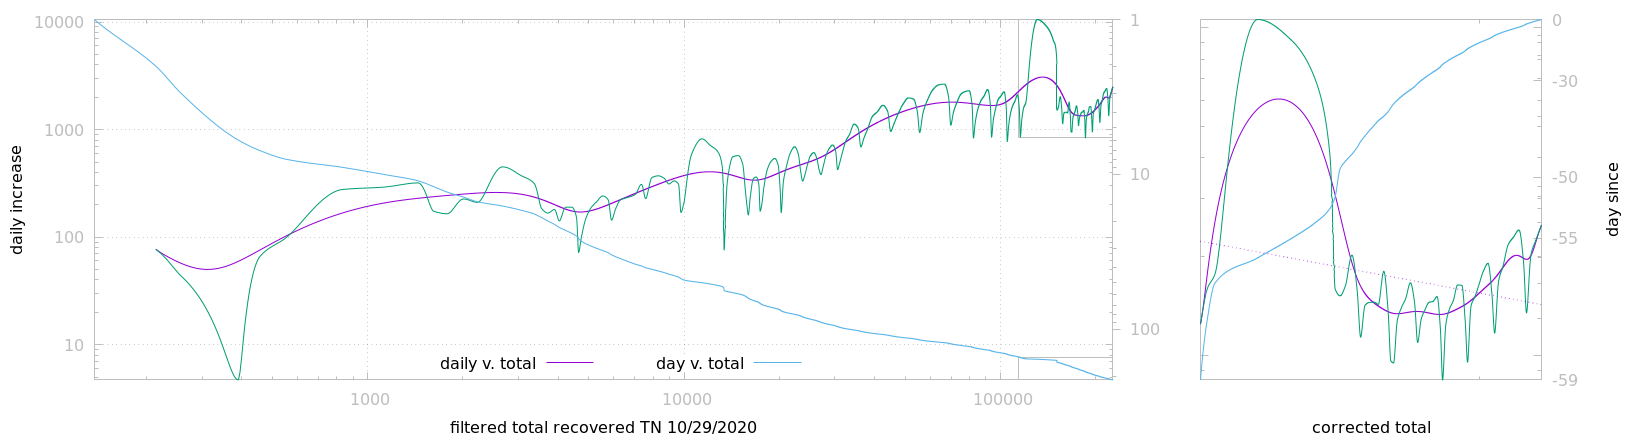 10000
1000
100
10
daily increase
1000
10000
100000
1
10
100
daily v. total
day v. total
filtered total recovered TN 10/29/2020
0
-30
-50
-55
-59
day since
corrected total